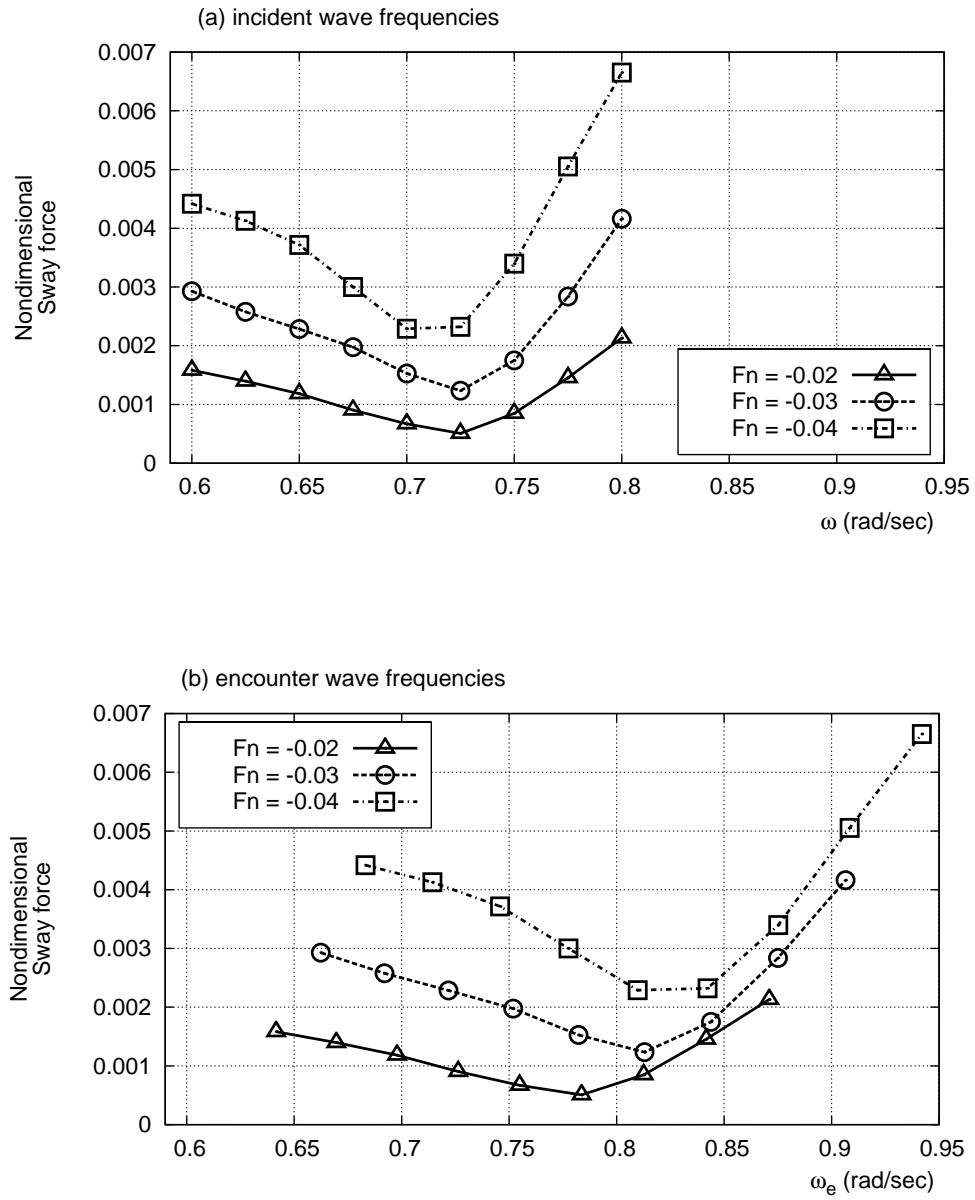 (a) incident wave frequencies
0.007
0.006
0.005
0.004
0.003
0.002
0.001
0
Nondimensional
Sway force
Fn = -0.02
Fn = -0.03
Fn = -0.04
0.6 0.65 0.7 0.75 0.8 0.85 0.9 0.95
ω (rad/sec)
(b) encounter wave frequencies
0.007
0.006
0.005
0.004
0.003
0.002
0.001
0
Nondimensional
Sway force
Fn = -0.02
Fn = -0.03
Fn = -0.04
0.6 0.65 0.7 0.75 0.8 0.85 0.9 0.95
ωe (rad/sec)